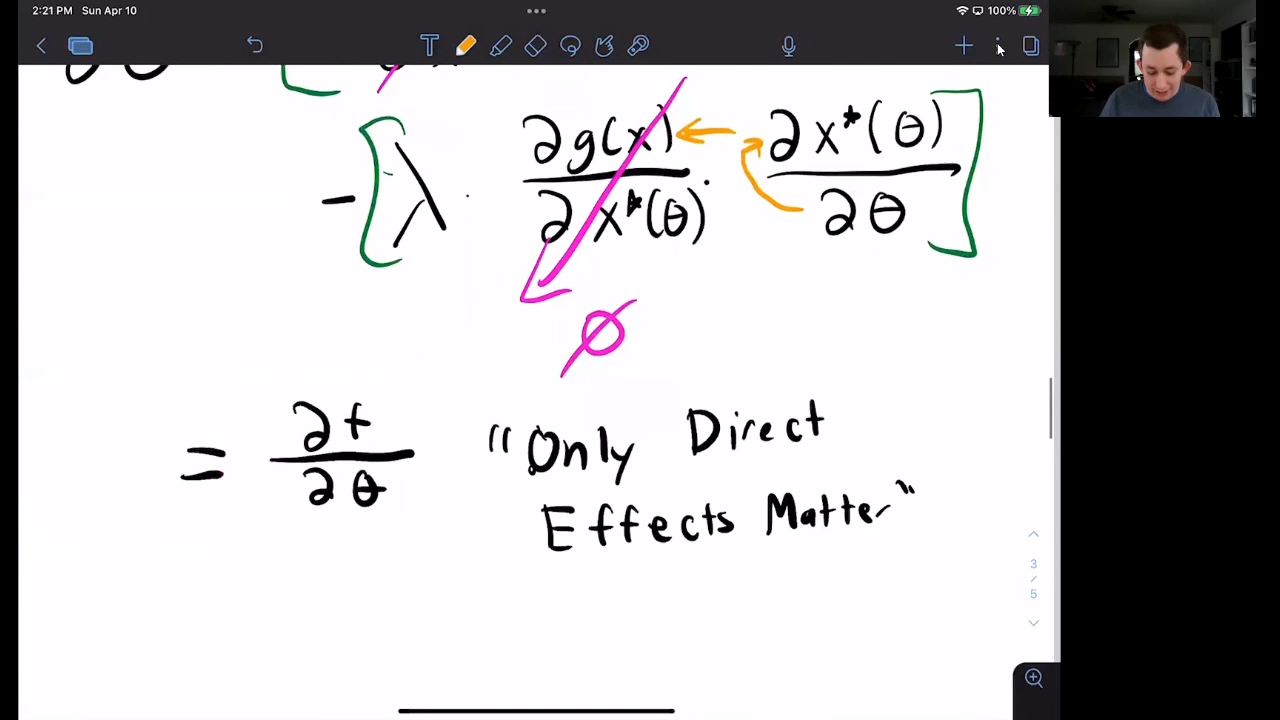 2:21 PM Sun Apr 10
100%
T
- [ λ · ∂g(x)/∂x*(θ) · ∂x*(θ)/∂θ ]
∅
= ∂f/∂θ "Only Direct
Effects Matter"
3
/
5